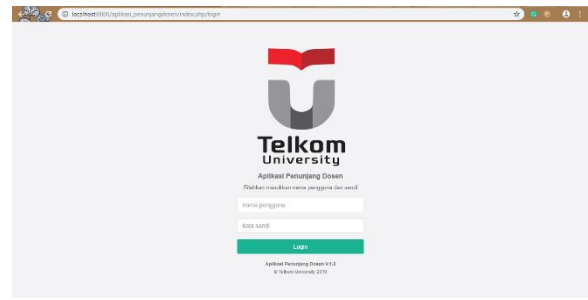 localhost:8080/aplikasi_penunjangdosen/index.php/login
Telkom
University
Aplikasi Penunjang Dosen
Silahkan masukkan nama pengguna dan sandi
nama pengguna
kata sandi
Login
Aplikasi Penunjang Dosen V.1.0
© Telkom University 2019